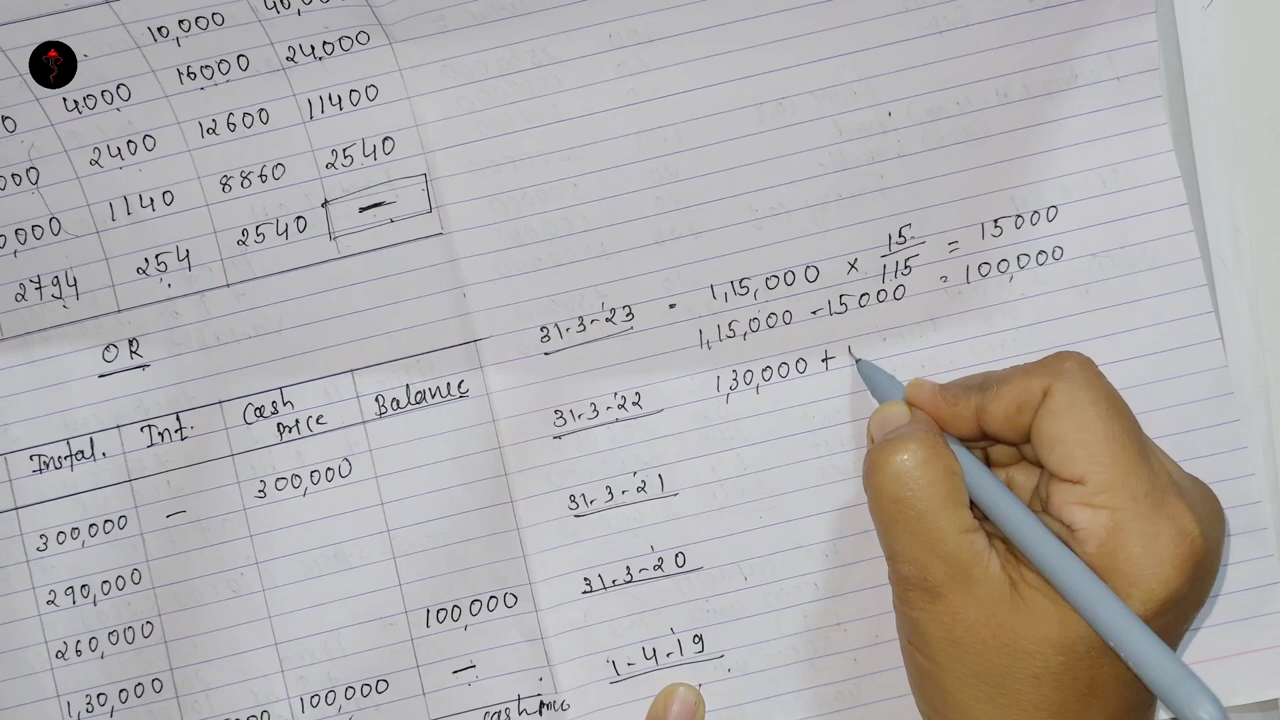 10,000
4000 16000 24,000
2400 12600 11400
1140 8860 2540
2794 254 2540 —
OR
Instal. Int. Cash Price Balance
300,000
300,000 —
290,000
260,000 100,000
1,30,000 100,000 —
cash price
31-3-23 = 1,15,000 × 15/115 = 15000
1,15,000 - 15000 = 100,000
31-3-22 1,30,000 +
31-3-21
31-3-20
1-4-19